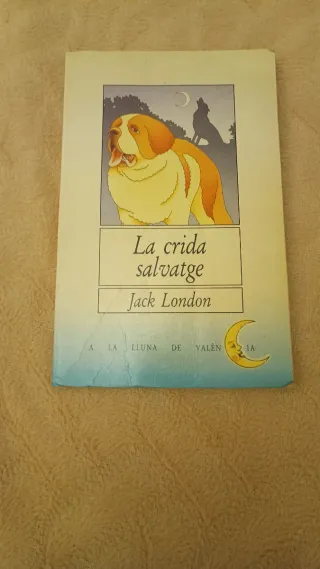 La crida
salvatge
Jack London
A LA LLUNA DE VALÈN IA